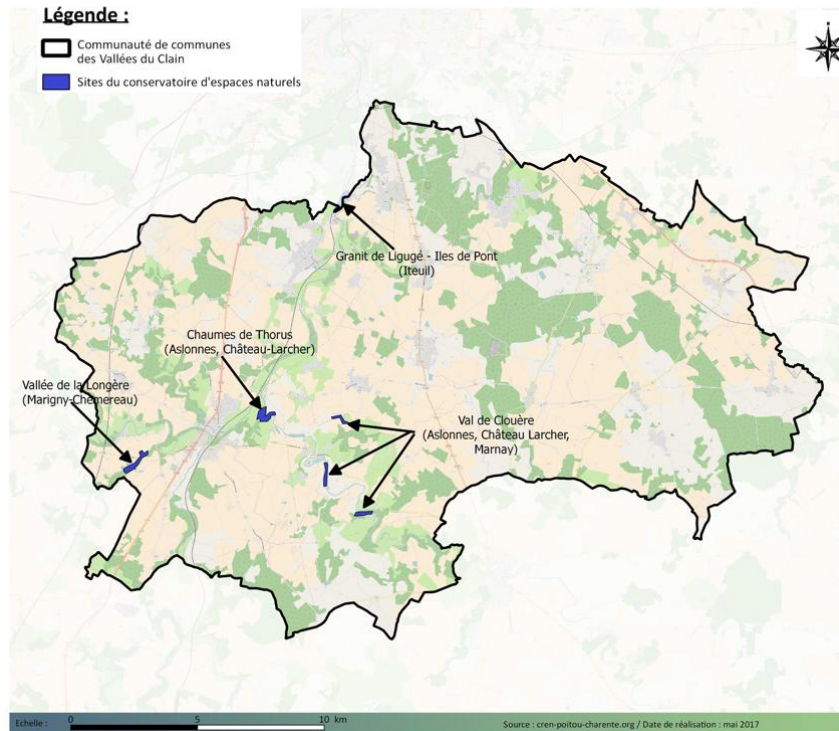 Légende :
Communauté de communes
des Vallées du Clain
Sites du conservatoire d'espaces naturels
Granit de Ligugé - Iles de Pont
(Iteuil)
Chaumes de Thorus
(Aslonnes, Château-Larcher)
Vallée de la Longère
(Marigny-Chemereau)
Val de Clouère
(Aslonnes, Château Larcher,
Marnay)
Echelle : 0 5 10 km
Source : cren-poitou-charente.org / Date de réalisation : mai 2017